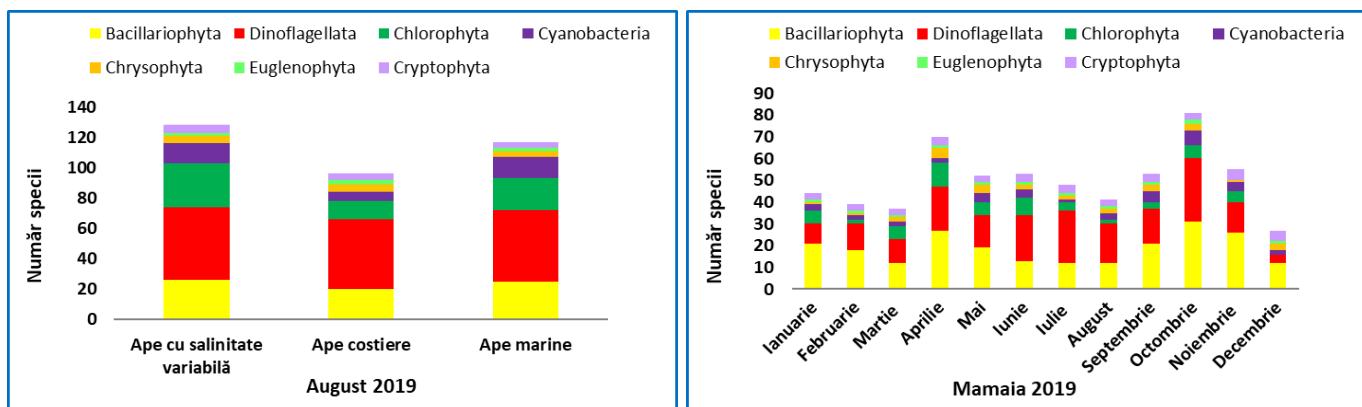 Bacillariophyta Dinoflagellata Chlorophyta Cyanobacteria
Chrysophyta Euglenophyta Cryptophyta
Număr specii
140
120
100
80
60
40
20
0
Ape cu salinitate variabilă
Ape costiere
Ape marine
August 2019
Bacillariophyta Dinoflagellata Chlorophyta Cyanobacteria
Chrysophyta Euglenophyta Cryptophyta
Număr specii
90
80
70
60
50
40
30
20
10
0
Ianuarie
Februarie
Martie
Aprilie
Mai
Iunie
Iulie
August
Septembrie
Octombrie
Noiembrie
Decembrie
Mamaia 2019